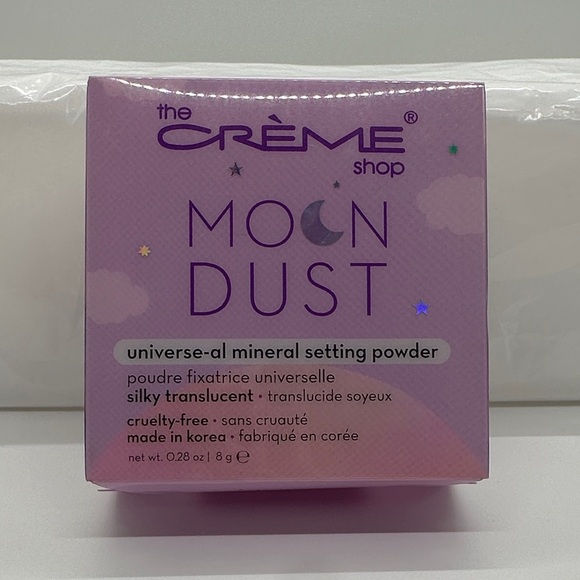 the
CRÈME®
shop
MOON
DUST
universe-al mineral setting powder
poudre fixatrice universelle
silky translucent • translucide soyeux
cruelty-free • sans cruauté
made in korea • fabriqué en corée
net wt. 0.28 oz | 8 g ℮